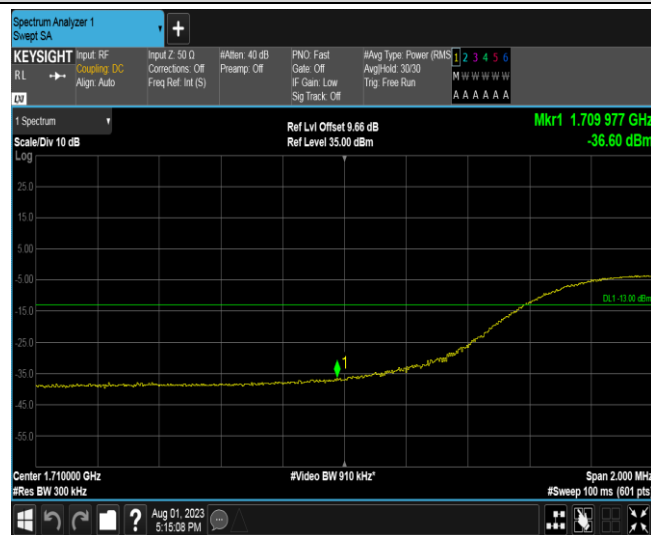 Spectrum Analyzer 1
Swept SA
KEYSIGHT
RL
Input: RF
Coupling: DC
Align: Auto
Input Z: 50 Ω
Corrections: Off
Freq Ref: Int (S)
#Atten: 40 dB
Preamp: Off
PNO: Fast
Gate: Off
IF Gain: Low
Sig Track: Off
#Avg Type: Power (RMS
Avg|Hold: 30/30
Trig: Free Run
1 2 3 4 5 6
M W W W W W
A A A A A A
LXI
1 Spectrum
Scale/Div 10 dB
Log
Ref Lvl Offset 9.66 dB
Ref Level 35.00 dBm
Mkr1 1.709 977 GHz
-36.60 dBm
25.0
15.0
5.00
-5.00
DL1 -13.00 dBm
-15.0
-25.0
1
-35.0
-45.0
-55.0
Center 1.710000 GHz
#Res BW 300 kHz
#Video BW 910 kHz*
Span 2.000 MHz
#Sweep 100 ms (601 pts)
?
Aug 01, 2023
5:15:08 PM